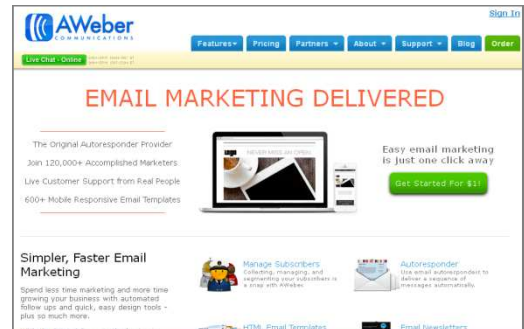 Sign In
AWeber
COMMUNICATIONS
Features
Pricing
Partners
About
Support
Blog
Order
Live Chat - Online
EMAIL MARKETING DELIVERED
The Original Autoresponder Provider
Join 120,000+ Accomplished Marketers
Live Customer Support from Real People
600+ Mobile Responsive Email Templates
NEVER MISS AN OPEN
Easy email marketing
is just one click away
Get Started For $1!
Simpler, Faster Email
Marketing
Spend less time marketing and more time
growing your business with automated
follow ups and quick, easy design tools -
plus so much more.
Manage Subscribers
Collecting, managing, and
segmenting your subscribers is
a snap with AWeber.
Autoresponder
Use email autoresponders to
deliver a sequence of
messages automatically.
HTML Email Templates
Email Newsletters